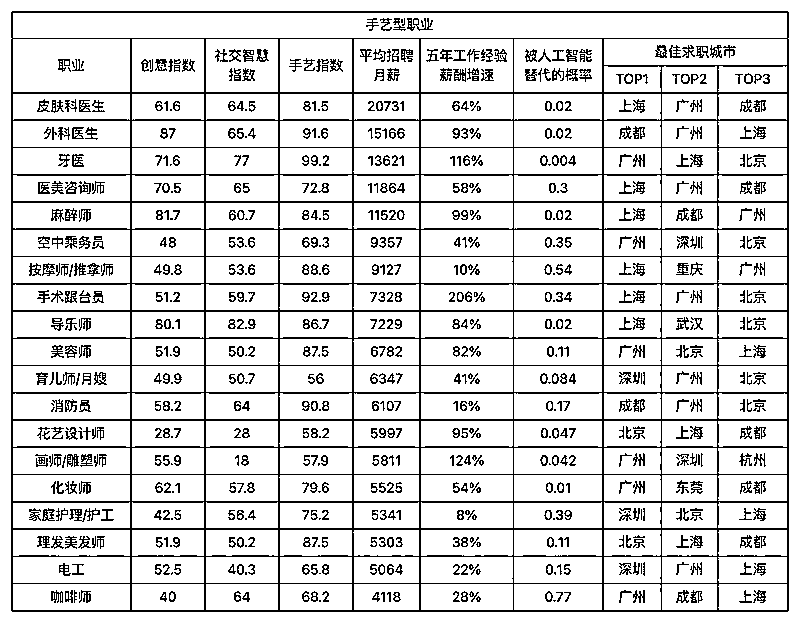 手艺型职业
职业 创意指数 社交智慧指数 手艺指数 平均招聘月薪 五年工作经验薪酬增速 被人工智能替代的概率 最佳求职城市
TOP1 TOP2 TOP3
皮肤科医生 61.6 64.5 81.5 20731 64% 0.02 上海 广州 成都
外科医生 87 65.4 91.6 15166 93% 0.02 成都 广州 上海
牙医 71.6 77 99.2 13621 116% 0.004 广州 上海 北京
医美咨询师 70.5 65 72.8 11864 58% 0.3 上海 广州 成都
麻醉师 81.7 60.7 84.5 11520 99% 0.02 上海 成都 广州
空中乘务员 48 53.6 69.3 9357 41% 0.35 广州 深圳 北京
按摩师/推拿师 49.8 53.6 88.6 9127 10% 0.54 上海 重庆 广州
手术跟台员 51.2 59.7 92.9 7328 206% 0.34 上海 广州 北京
导乐师 80.1 82.9 86.7 7229 84% 0.02 上海 武汉 北京
美容师 51.9 50.2 87.5 6782 82% 0.11 广州 北京 上海
育儿师/月嫂 49.9 50.7 56 6347 41% 0.084 深圳 广州 北京
消防员 58.2 64 90.8 6107 16% 0.17 成都 广州 北京
花艺设计师 28.7 28 58.2 5997 95% 0.047 北京 上海 成都
画师/雕塑师 55.9 18 57.9 5811 124% 0.042 广州 深圳 杭州
化妆师 62.1 57.8 79.6 5525 54% 0.01 广州 东莞 成都
家庭护理/护工 42.5 56.4 75.2 5341 8% 0.39 深圳 北京 上海
理发美发师 51.9 50.2 87.5 5303 38% 0.11 北京 上海 成都
电工 52.5 40.3 65.8 5064 22% 0.15 深圳 广州 上海
咖啡师 40 64 68.2 4118 28% 0.77 广州 成都 上海